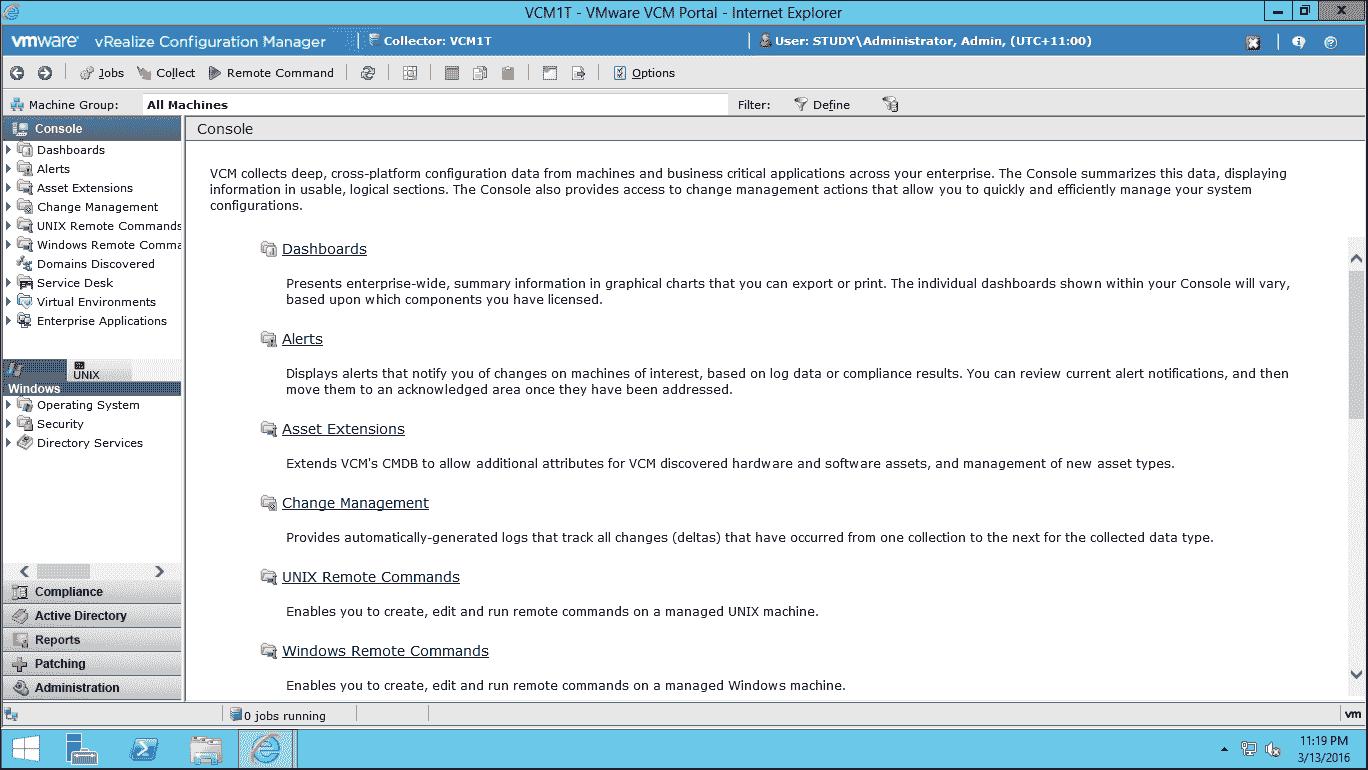 VCM1T - VMware VCM Portal - Internet Explorer
vmware vRealize Configuration Manager Collector: VCM1T User: STUDY\Administrator, Admin, (UTC+11:00)
Jobs Collect Remote Command Options
Machine Group: All Machines Filter: Define
Console
Dashboards
Alerts
Asset Extensions
Change Management
UNIX Remote Commands
Windows Remote Comma
Domains Discovered
Service Desk
Virtual Environments
Enterprise Applications
UNIX
Windows
Operating System
Security
Directory Services
Compliance
Active Directory
Reports
Patching
Administration
Console
VCM collects deep, cross-platform configuration data from machines and business critical applications across your enterprise. The Console summarizes this data, displaying
information in usable, logical sections. The Console also provides access to change management actions that allow you to quickly and efficiently manage your system
configurations.
Dashboards
Presents enterprise-wide, summary information in graphical charts that you can export or print. The individual dashboards shown within your Console will vary,
based upon which components you have licensed.
Alerts
Displays alerts that notify you of changes on machines of interest, based on log data or compliance results. You can review current alert notifications, and then
move them to an acknowledged area once they have been addressed.
Asset Extensions
Extends VCM's CMDB to allow additional attributes for VCM discovered hardware and software assets, and management of new asset types.
Change Management
Provides automatically-generated logs that track all changes (deltas) that have occurred from one collection to the next for the collected data type.
UNIX Remote Commands
Enables you to create, edit and run remote commands on a managed UNIX machine.
Windows Remote Commands
Enables you to create, edit and run remote commands on a managed Windows machine.
0 jobs running
vm
11:19 PM
3/13/2016